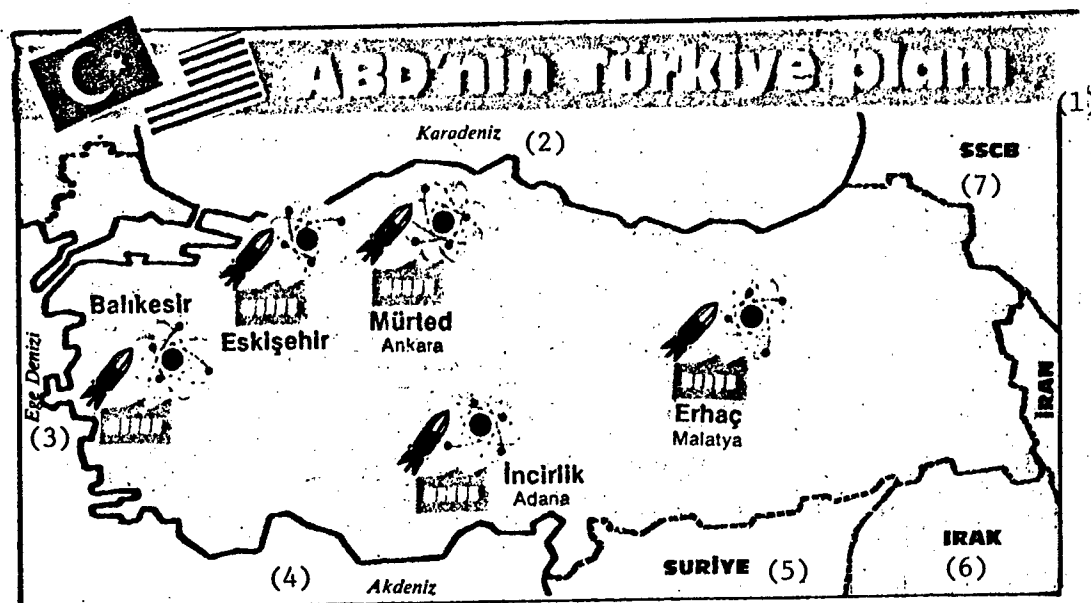 ABD'nin Türkiye planı
(1)
Karadeniz (2)
SSCB
(7)
Balıkesir
Eskişehir
Mürted
Ankara
Ege Denizi
(3)
Erhaç
Malatya
İRAN
İncirlik
Adana
(4)
Akdeniz
SURİYE (5)
IRAK
(6)